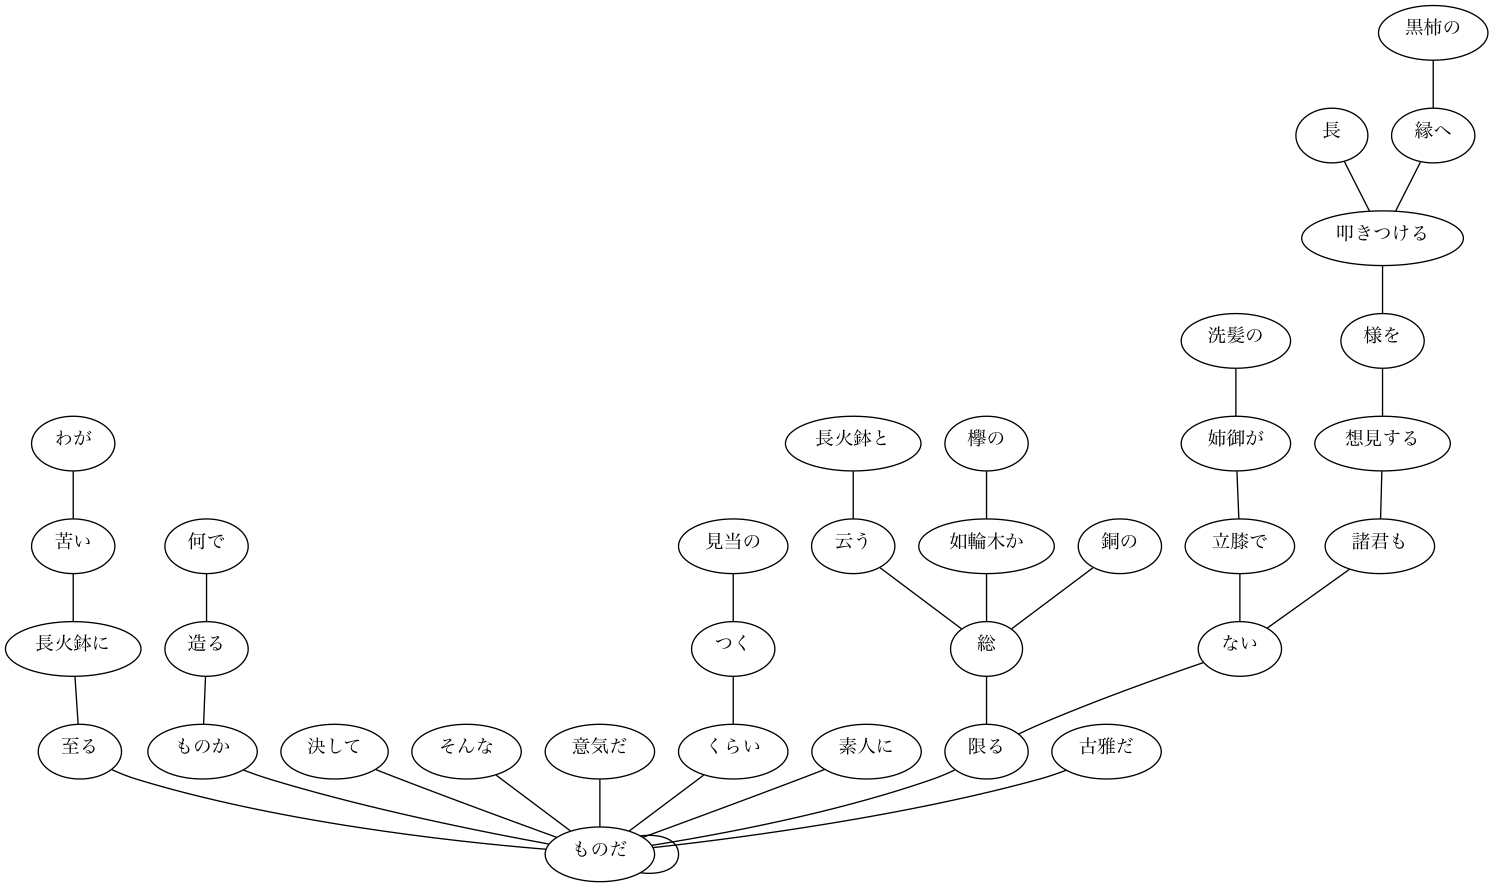 黒柿の
長 縁へ
叩きつける
洗髪の 様を
わが 長火鉢と 欅の 姉御が 想見する
苦い 何で 見当の 云う 如輪木か 銅の 立膝で 諸君も
長火鉢に 造る つく 総 ない
至る ものか 決して そんな 意気だ くらい 素人に 限る 古雅だ
ものだ